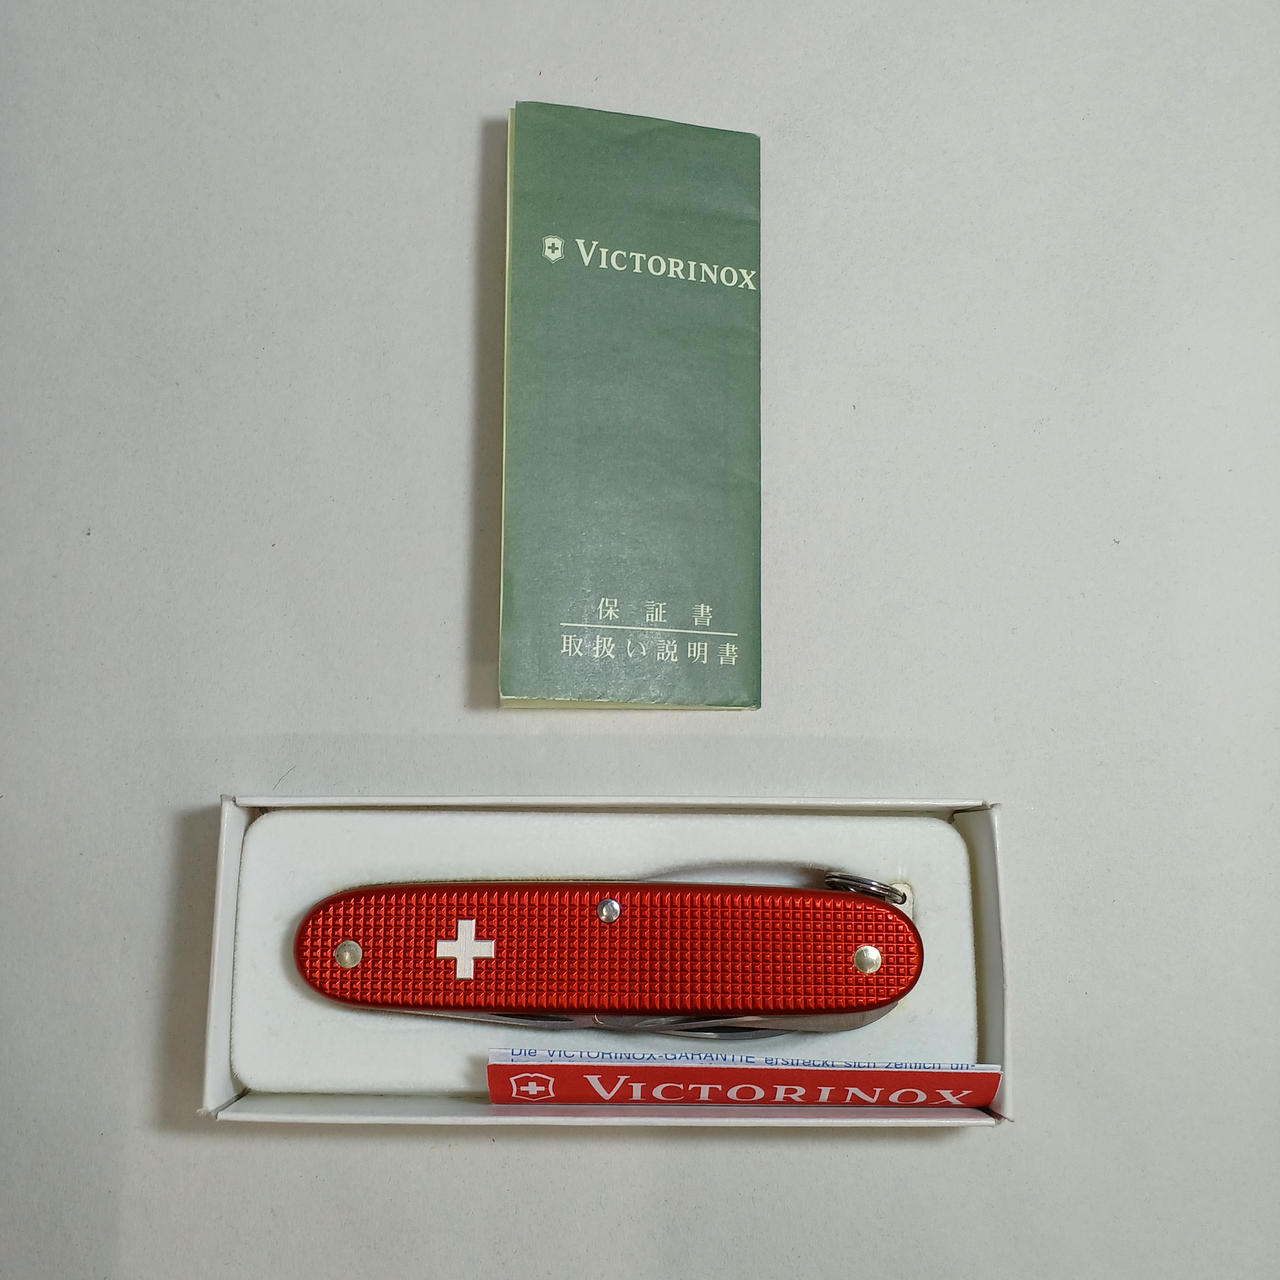 VICTORINOX
保証書
取扱い説明書
Die VICTORINOX-GARANTIE erstreckt sich zeitlich un-
VICTORINOX